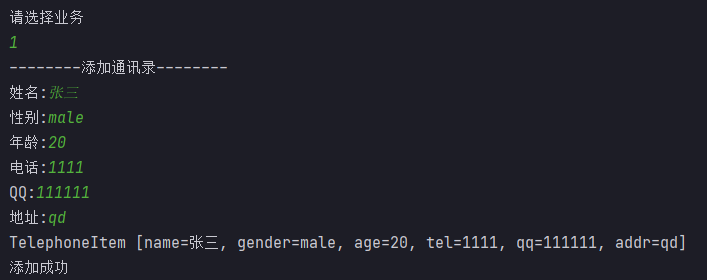 请选择业务
1
--------添加通讯录--------
姓名:张三
性别:male
年龄:20
电话:1111
QQ:111111
地址:qd
TelephoneItem [name=张三, gender=male, age=20, tel=1111, qq=111111, addr=qd]
添加成功